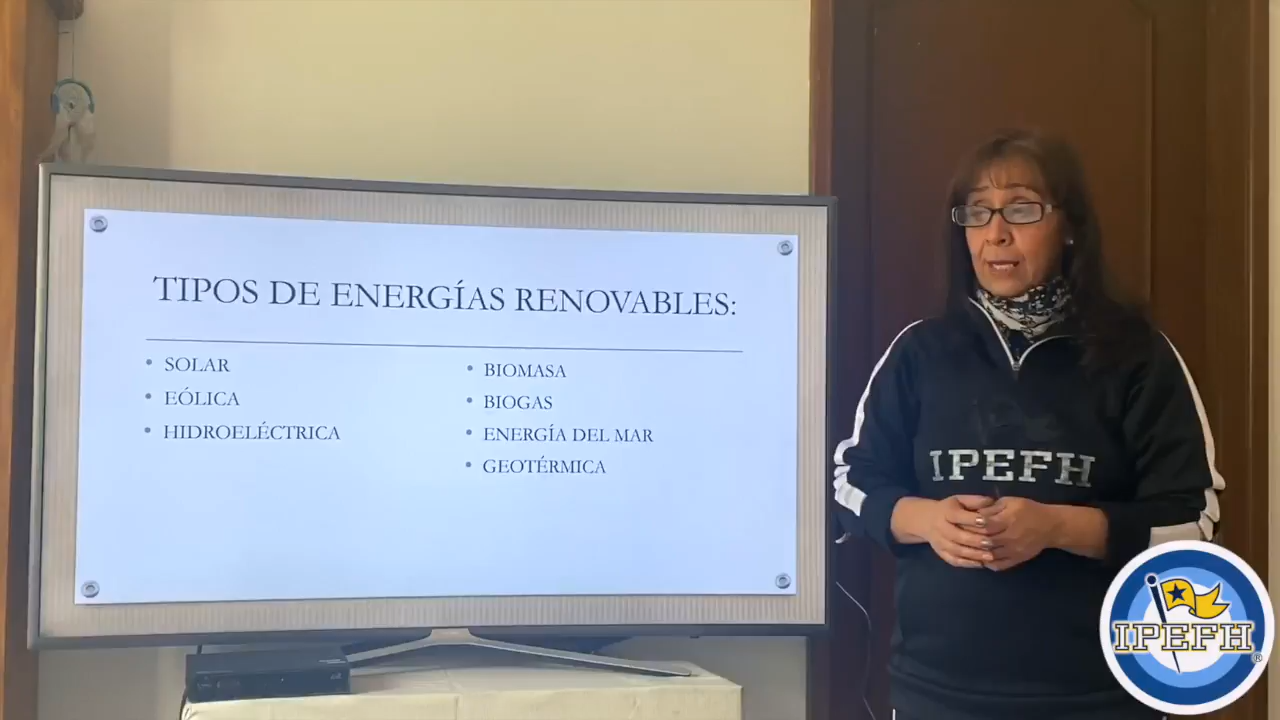 TIPOS DE ENERGÍAS RENOVABLES:
• SOLAR
• EÓLICA
• HIDROELÉCTRICA
• BIOMASA
• BIOGAS
• ENERGÍA DEL MAR
• GEOTÉRMICA
IPEFH
IPEFH
®